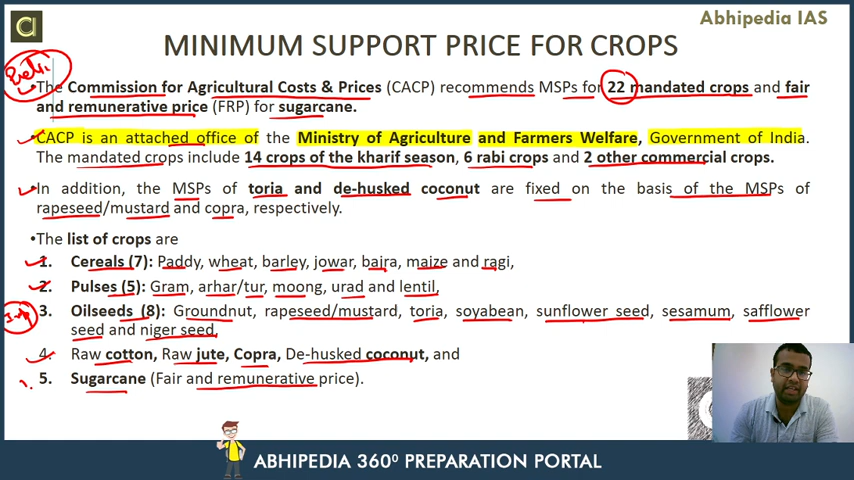 Abhipedia IAS
MINIMUM SUPPORT PRICE FOR CROPS
•The Commission for Agricultural Costs & Prices (CACP) recommends MSPs for 22 mandated crops and fair
and remunerative price (FRP) for sugarcane.
•CACP is an attached office of the Ministry of Agriculture and Farmers Welfare, Government of India.
The mandated crops include 14 crops of the kharif season, 6 rabi crops and 2 other commercial crops.
•In addition, the MSPs of toria and de-husked coconut are fixed on the basis of the MSPs of
rapeseed/mustard and copra, respectively.
•The list of crops are
1. Cereals (7): Paddy, wheat, barley, jowar, bajra, maize and ragi,
2. Pulses (5): Gram, arhar/tur, moong, urad and lentil,
3. Oilseeds (8): Groundnut, rapeseed/mustard, toria, soyabean, sunflower seed, sesamum, safflower
seed and niger seed,
4. Raw cotton, Raw jute, Copra, De-husked coconut, and
5. Sugarcane (Fair and remunerative price).
ABHIPEDIA 360⁰ PREPARATION PORTAL